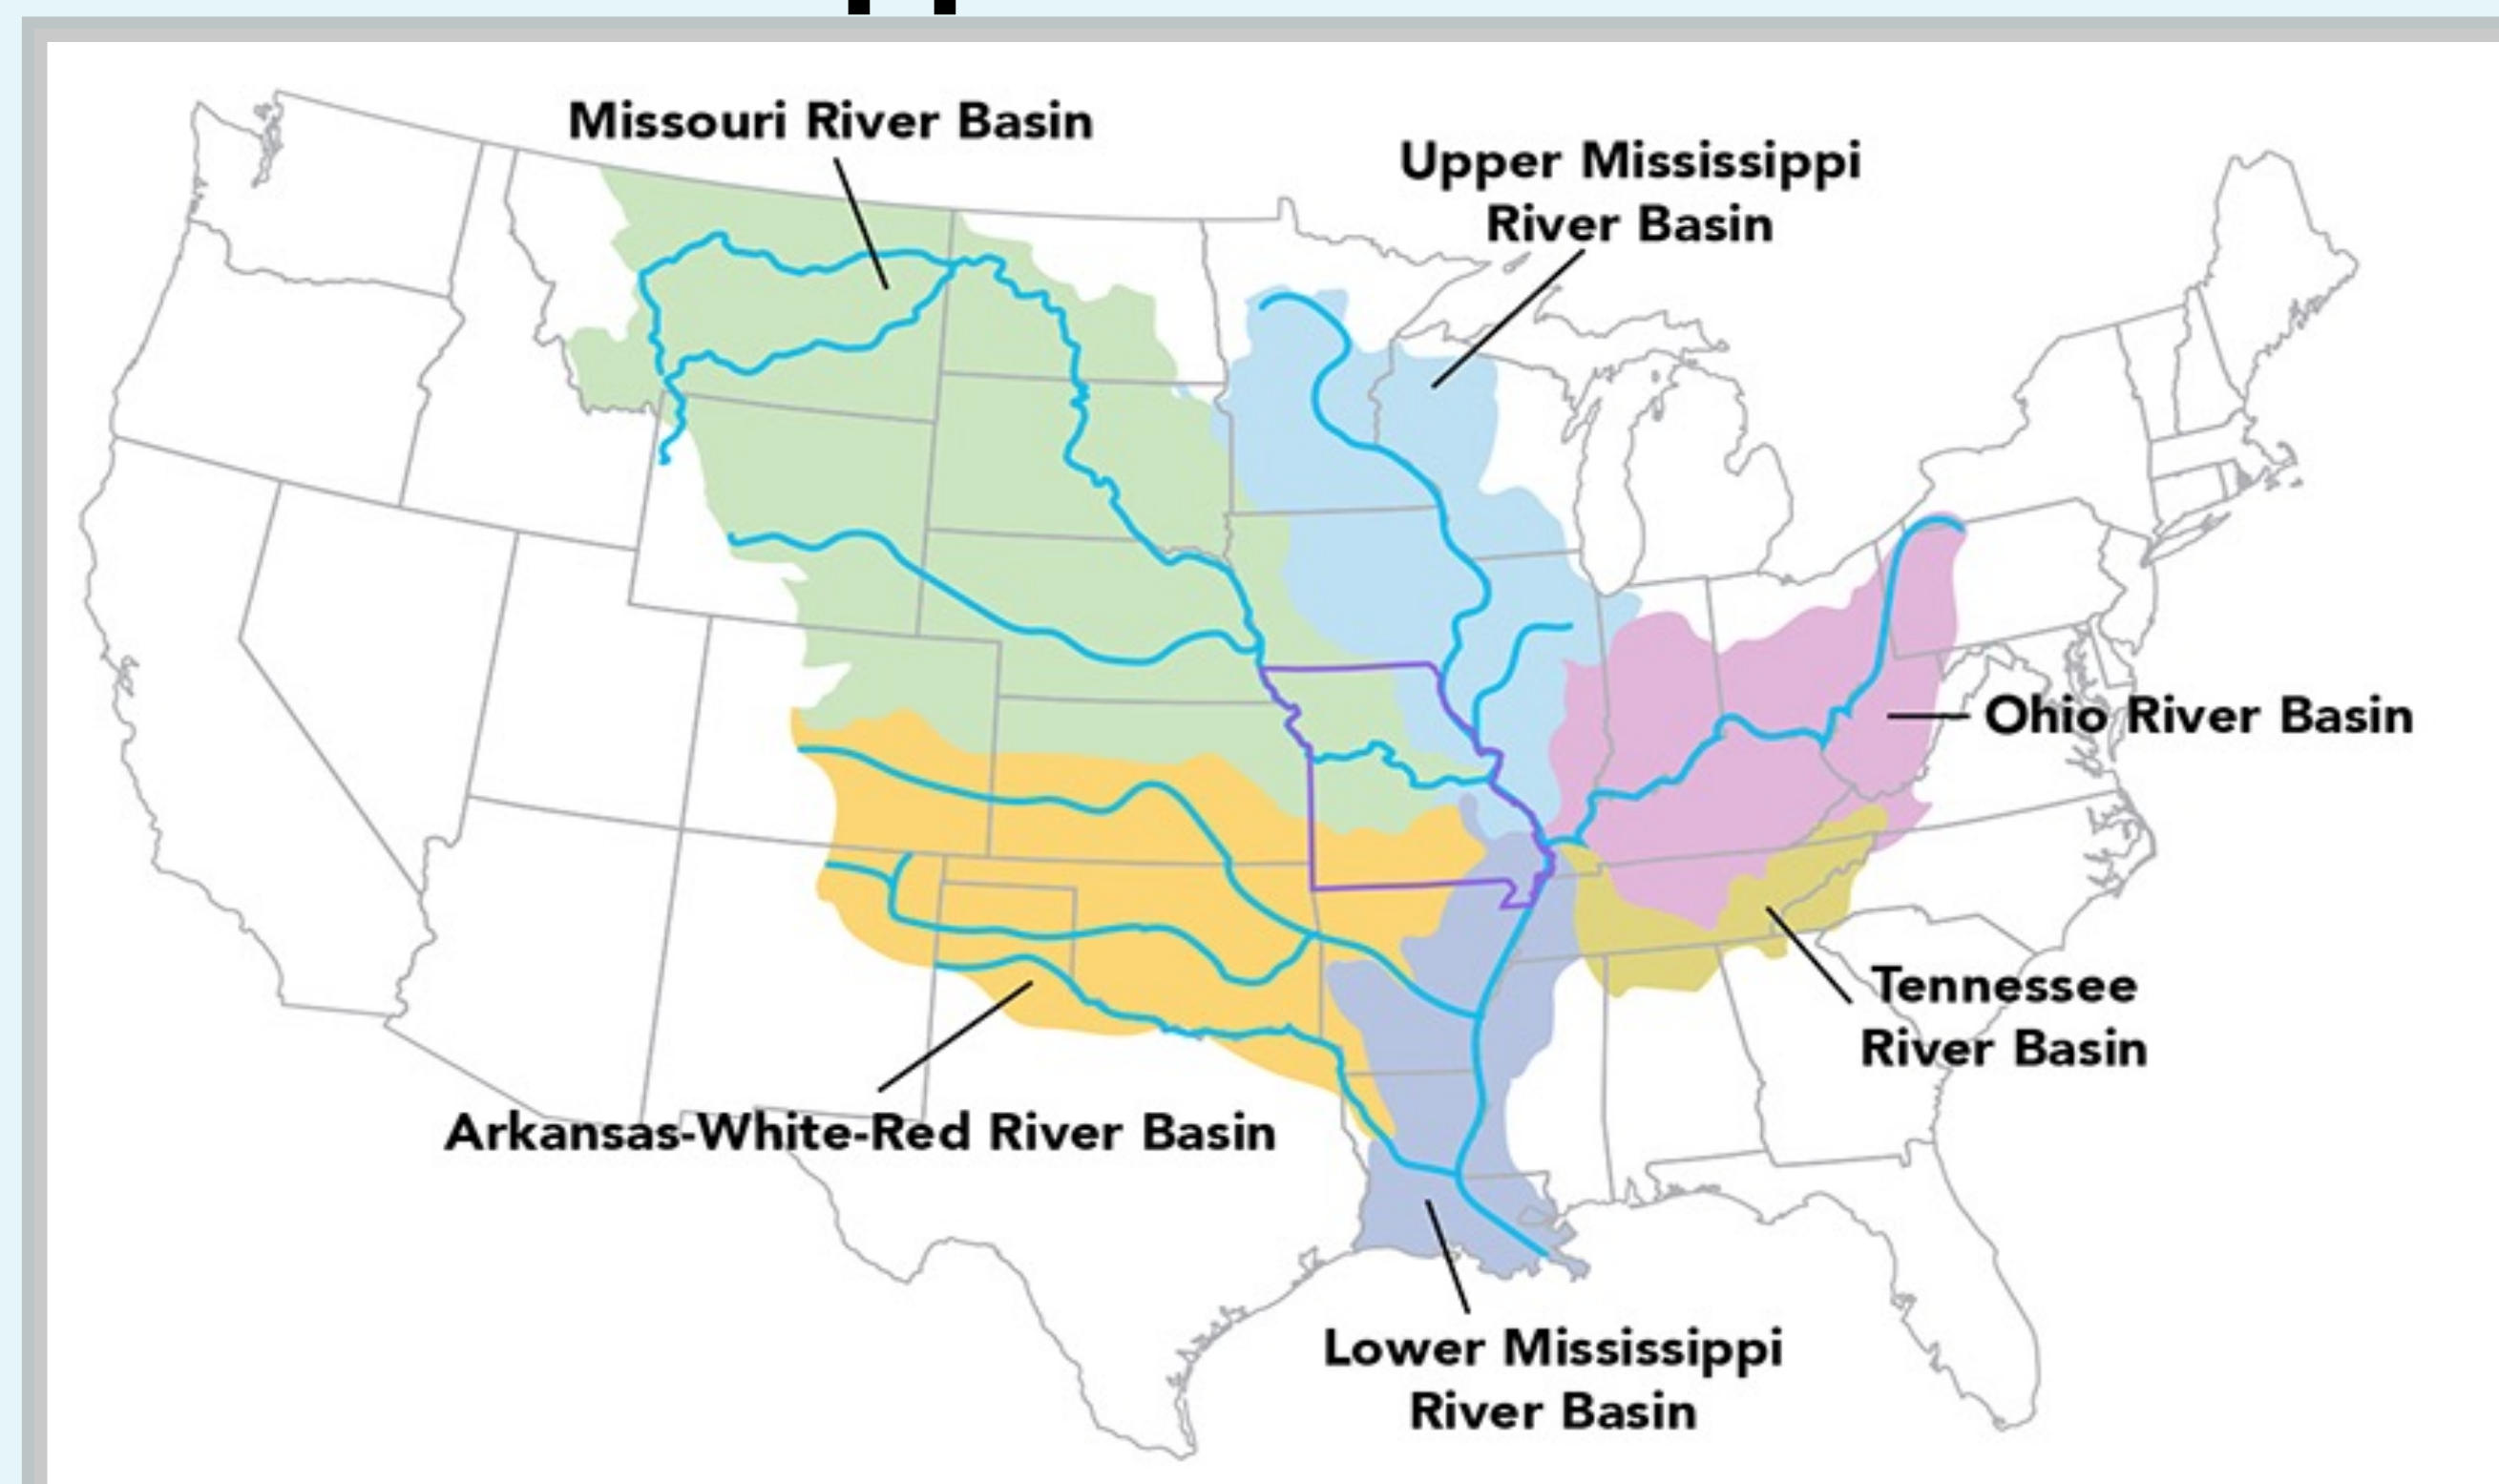 Missouri River Basin
Upper Mississippi
River Basin
Ohio River Basin
Tennessee
River Basin
Arkansas-White-Red River Basin
Lower Mississippi
River Basin